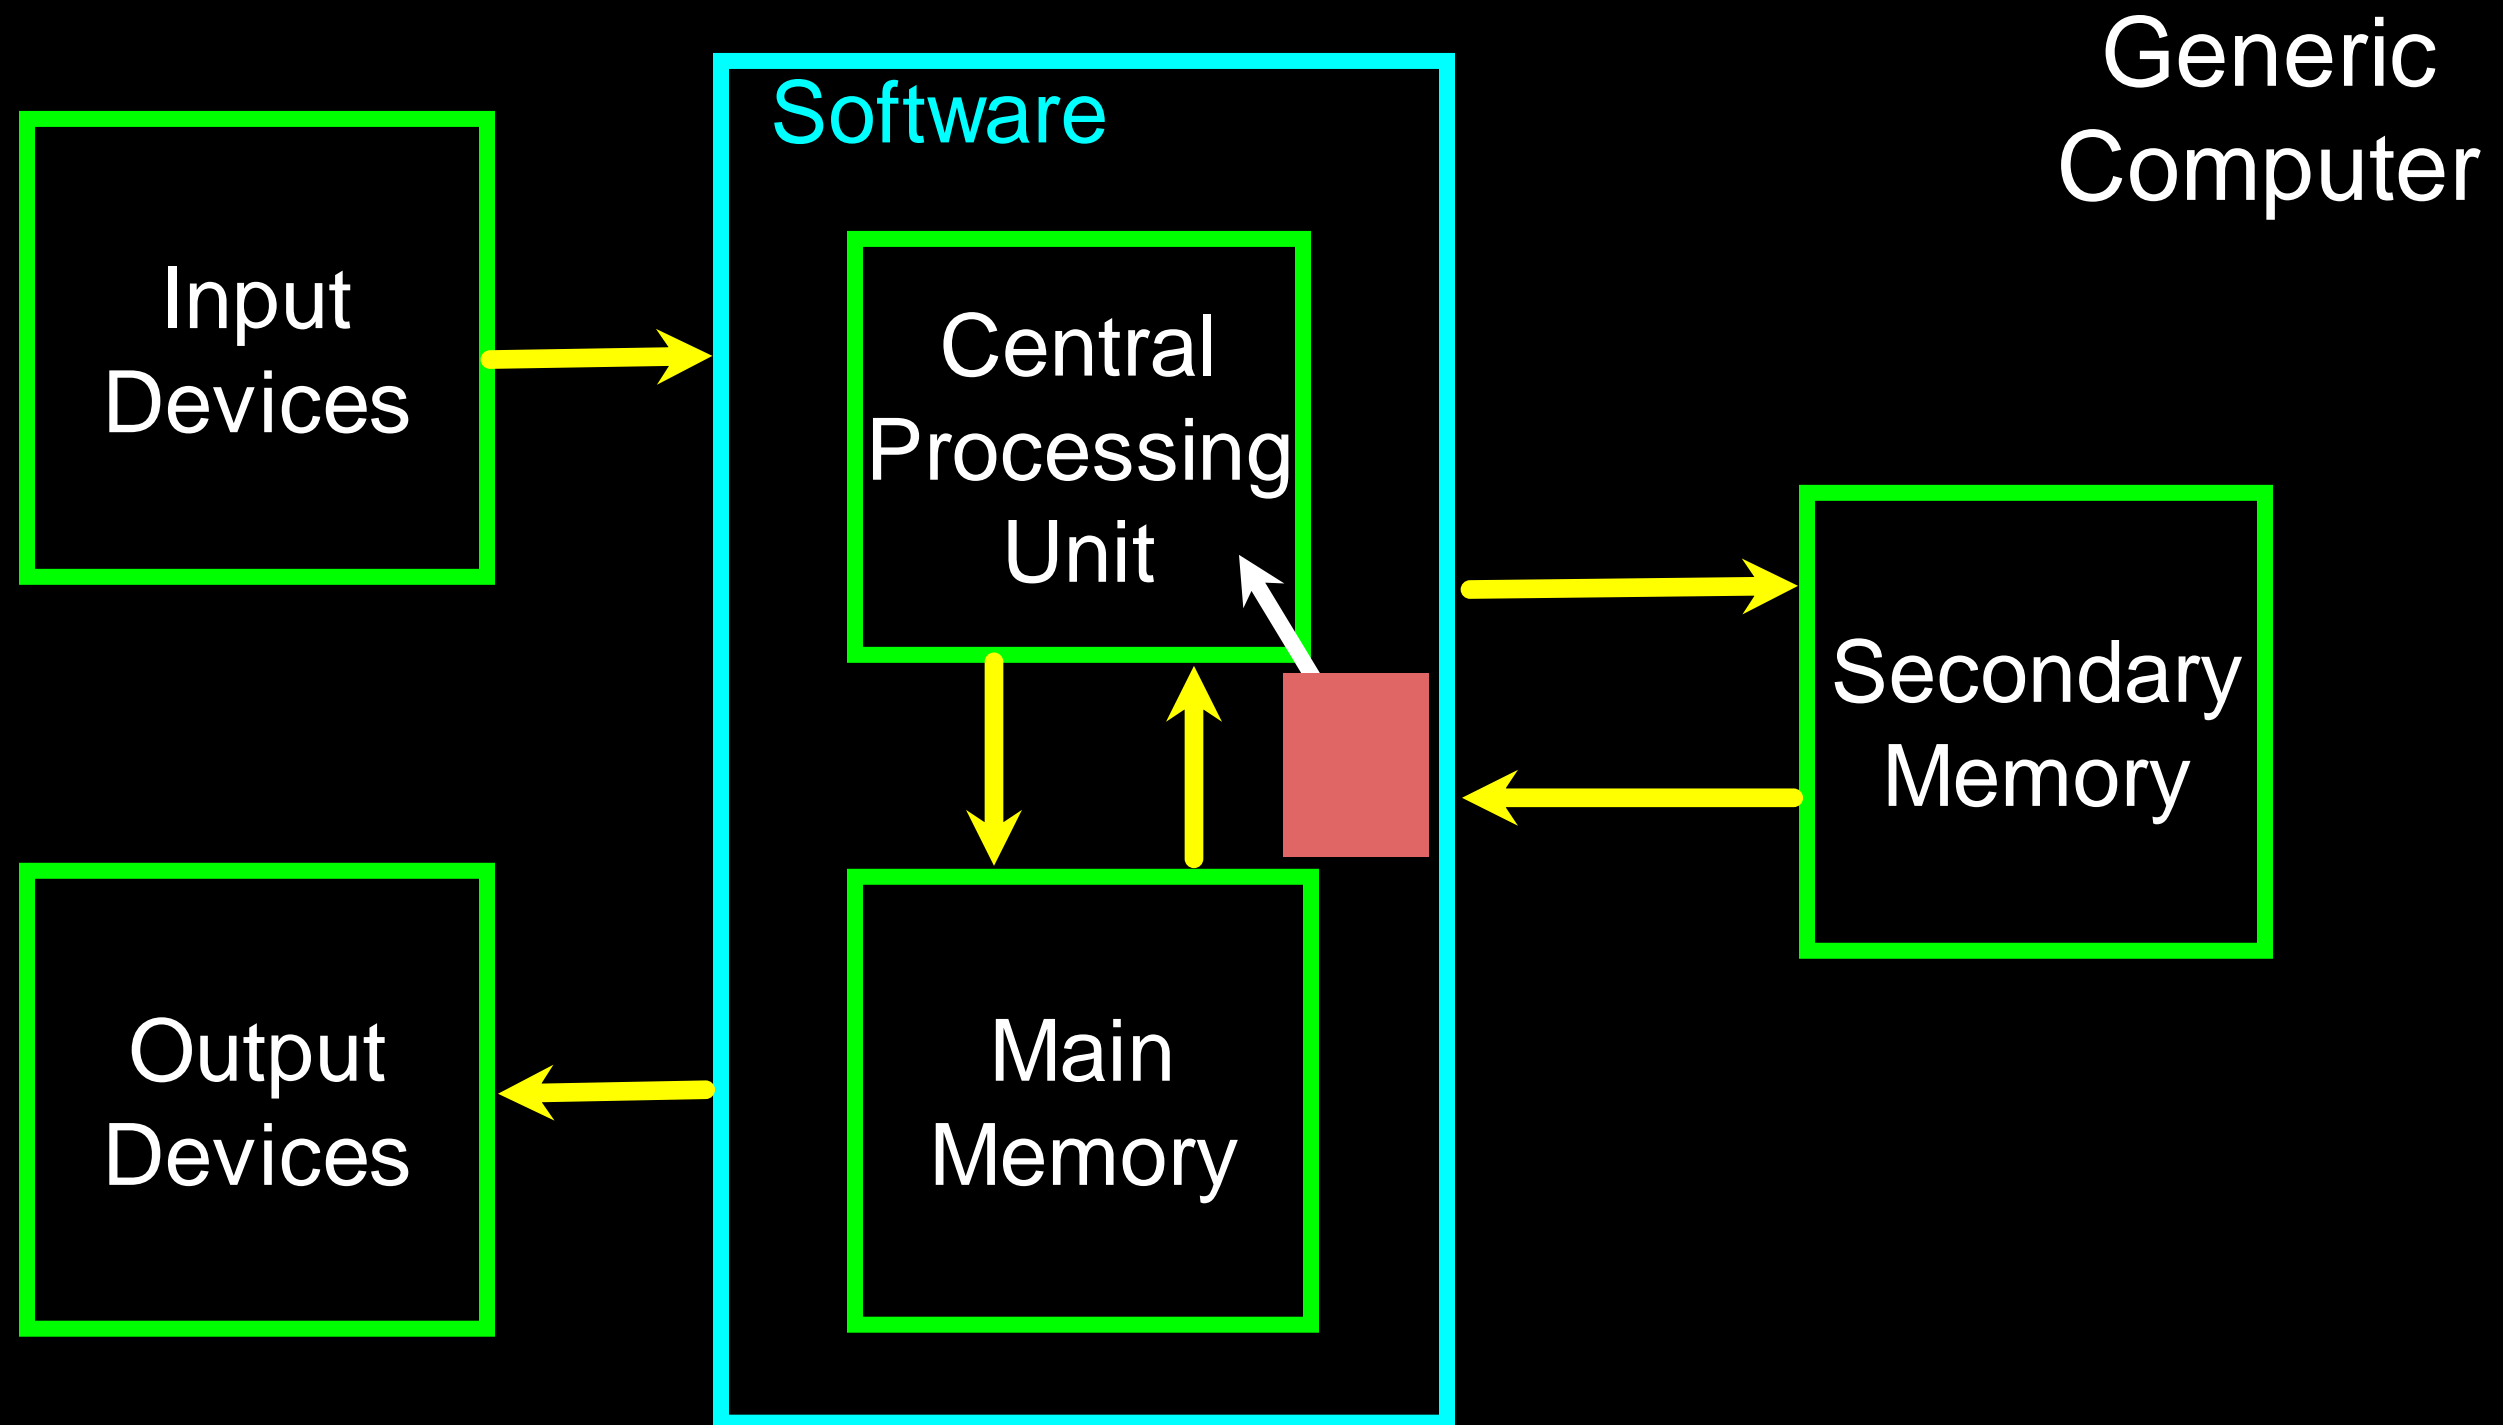 Generic
Computer
Software
Input
Devices
Central
Processing
Unit
Secondary
Memory
Output
Devices
Main
Memory